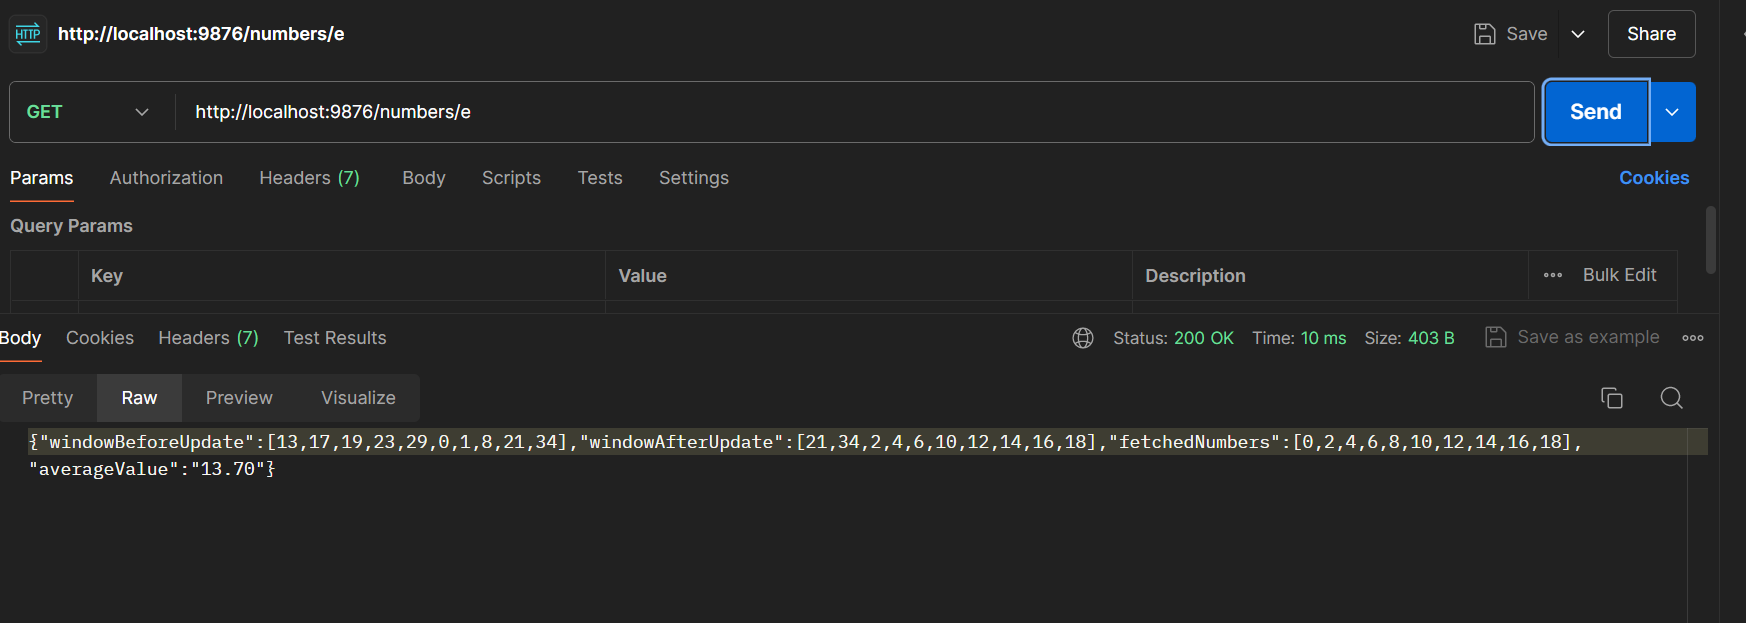 HTTP http://localhost:9876/numbers/e Save Share
GET http://localhost:9876/numbers/e Send
Params Authorization Headers (7) Body Scripts Tests Settings Cookies
Query Params
Key Value Description Bulk Edit
Body Cookies Headers (7) Test Results Status: 200 OK Time: 10 ms Size: 403 B Save as example
Pretty Raw Preview Visualize
{"windowBeforeUpdate":[13,17,19,23,29,0,1,8,21,34],"windowAfterUpdate":[21,34,2,4,6,10,12,14,16,18],"fetchedNumbers":[0,2,4,6,8,10,12,14,16,18],
"averageValue":"13.70"}